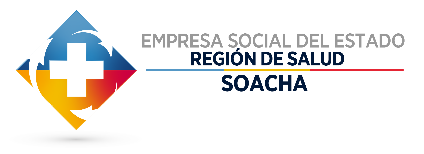 EMPRESA SOCIAL DEL ESTADO
REGIÓN DE SALUD
SOACHA